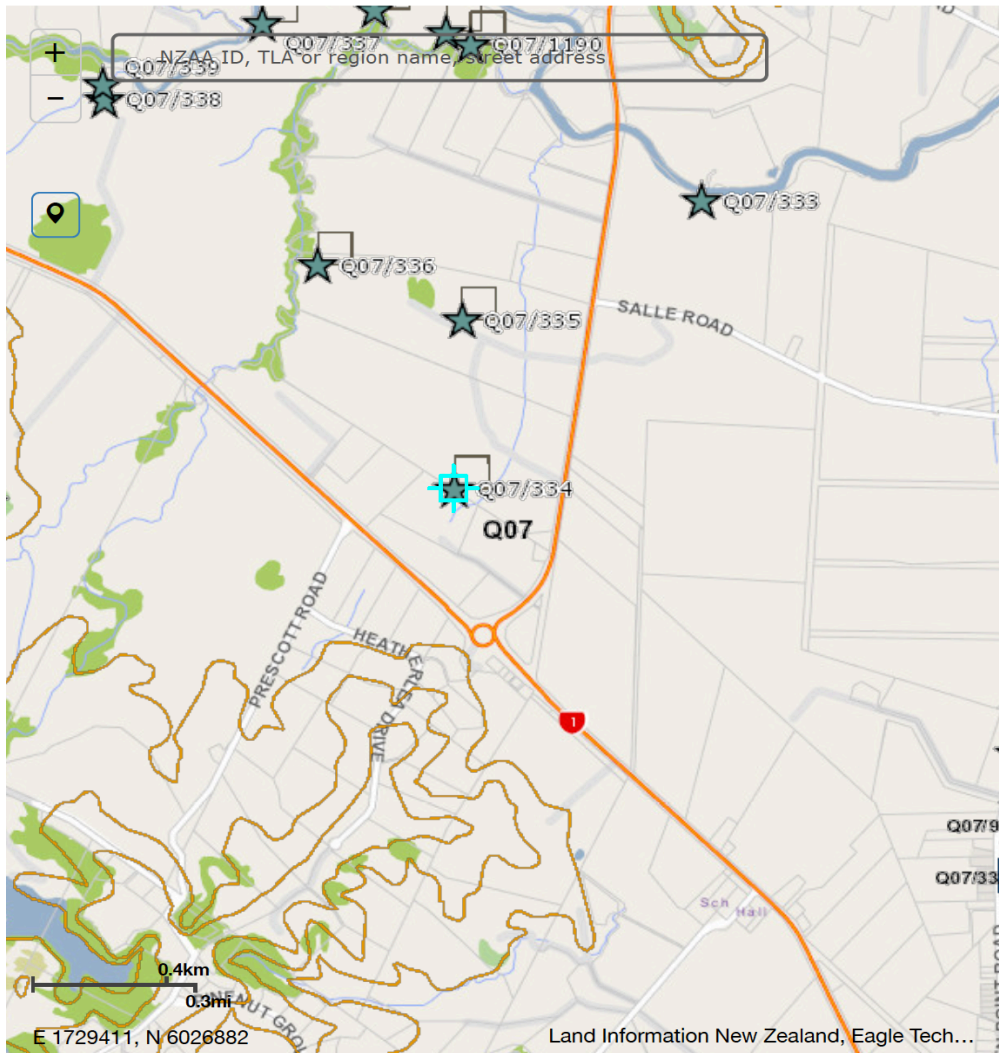 +
Q07/337
Q07/1190
NZAA ID, TLA or region name, street address
Q07/339
−
Q07/338
Q07/333
Q07/336
SALLE ROAD
Q07/335
Q07/334
Q07
PRESCOTT ROAD
HEATHERLEA DRIVE
1
Q07/9
Q07/33
Sch
Hall
0.4km
0.3mi
E 1729411, N 6026882
Land Information New Zealand, Eagle Tech…